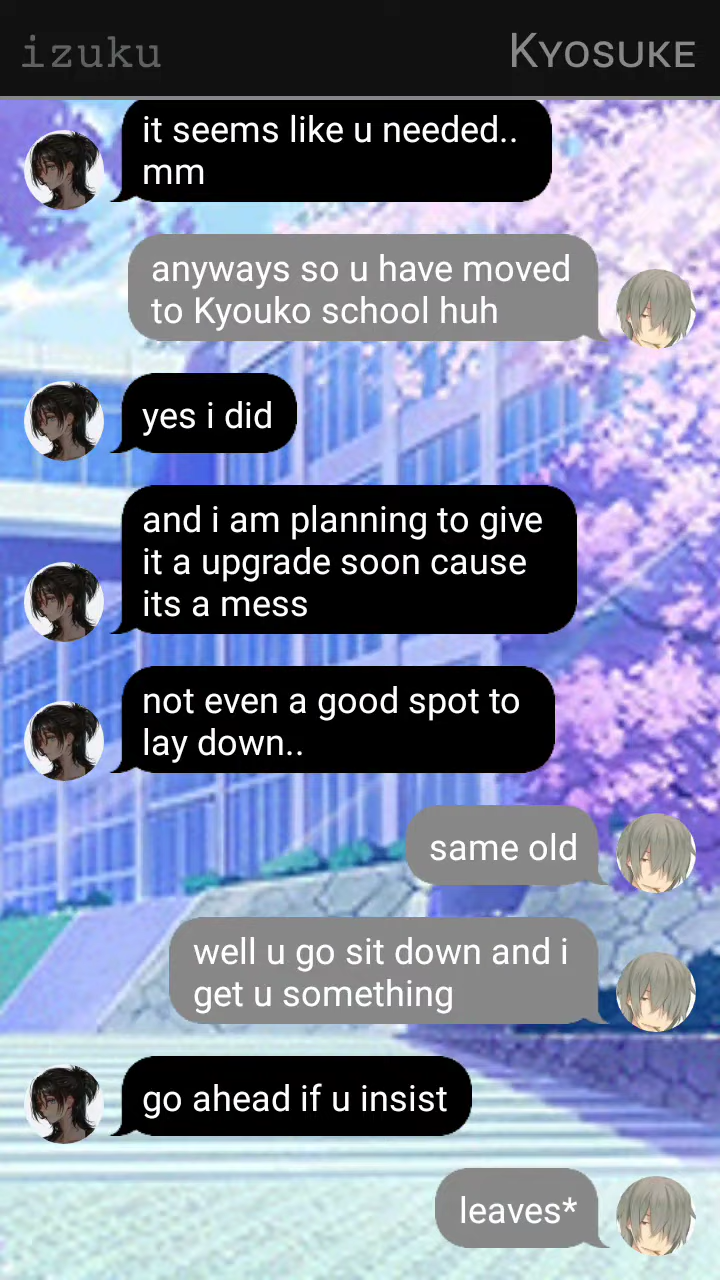 izuku
KYOSUKE
it seems like u needed..
mm
anyways so u have moved
to Kyouko school huh
yes i did
and i am planning to give
it a upgrade soon cause
its a mess
not even a good spot to
lay down..
same old
well u go sit down and i
get u something
go ahead if u insist
leaves*